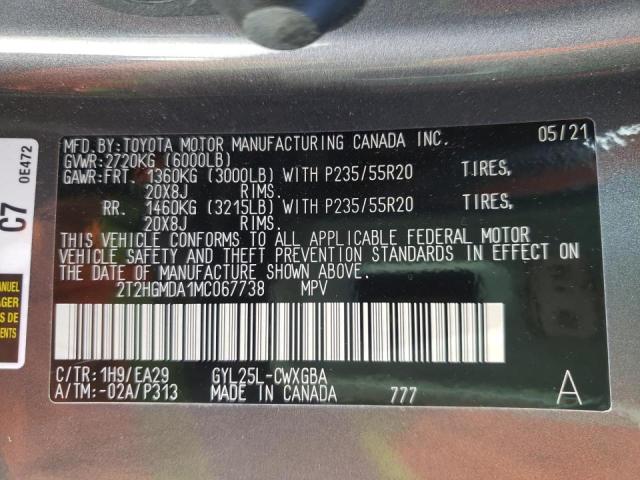 MFD.BY:TOYOTA MOTOR MANUFACTURING CANADA INC. 05/21
GVWR:2720KG (6000LB)
GAWR:FRT. 1360KG (3000LB) WITH P235/55R20 TIRES,
20X8J RIMS.
RR. 1460KG (3215LB) WITH P235/55R20 TIRES,
20X8J RIMS.
THIS VEHICLE CONFORMS TO ALL APPLICABLE FEDERAL MOTOR
VEHICLE SAFETY AND THEFT PREVENTION STANDARDS IN EFFECT
ON THE DATE OF MANUFACTURE SHOWN ABOVE.
2T2HGMDA1MC067738 MPV
C/TR:1H9/EA29 GYL25L-CWXGBA
A/TM:-02A/P313 MADE IN CANADA 777 A
C7 0E472
MANUEL